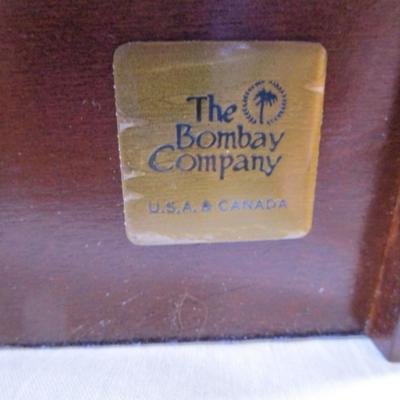 The
Bombay
Company
U.S.A. & CANADA